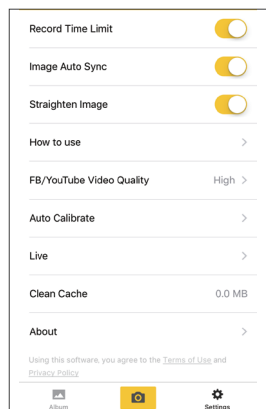 Record Time Limit
Image Auto Sync
Straighten Image
How to use
FB/YouTube Video Quality High
Auto Calibrate
Live
Clean Cache 0.0 MB
About
Using this software, you agree to the Terms of Use and
Privacy Policy
Album Settings